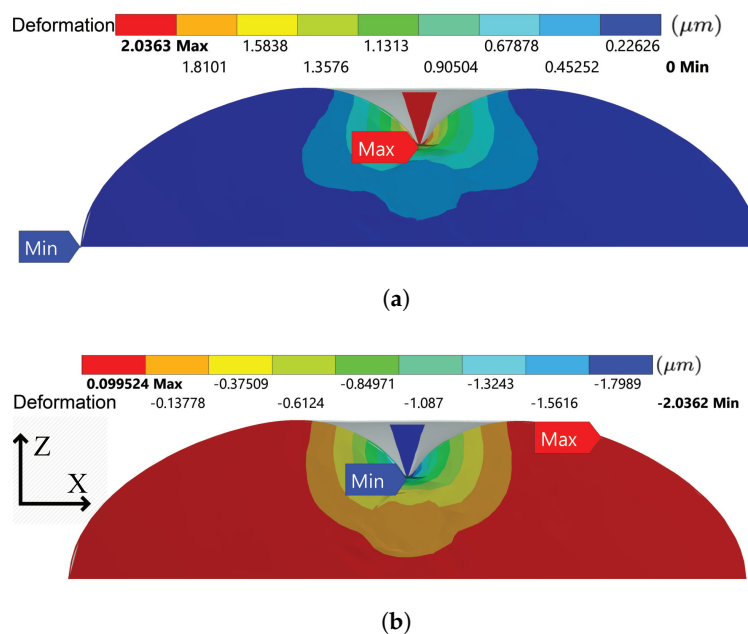 Deformation (μm)
2.0363 Max 1.5838 1.1313 0.67878 0.22626
1.8101 1.3576 0.90504 0.45252 0 Min
Max
Min
(a)
(μm)
0.099524 Max -0.37509 -0.84971 -1.3243 -1.7989
Deformation -0.13778 -0.6124 -1.087 -1.5616 -2.0362 Min
Max
Z
Min
X
(b)